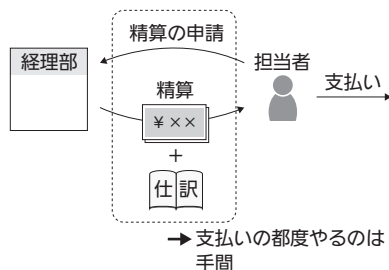 精算の申請
経理部
担当者
支払い
精算
¥××
+
仕訳
➡支払いの都度やるのは
手間